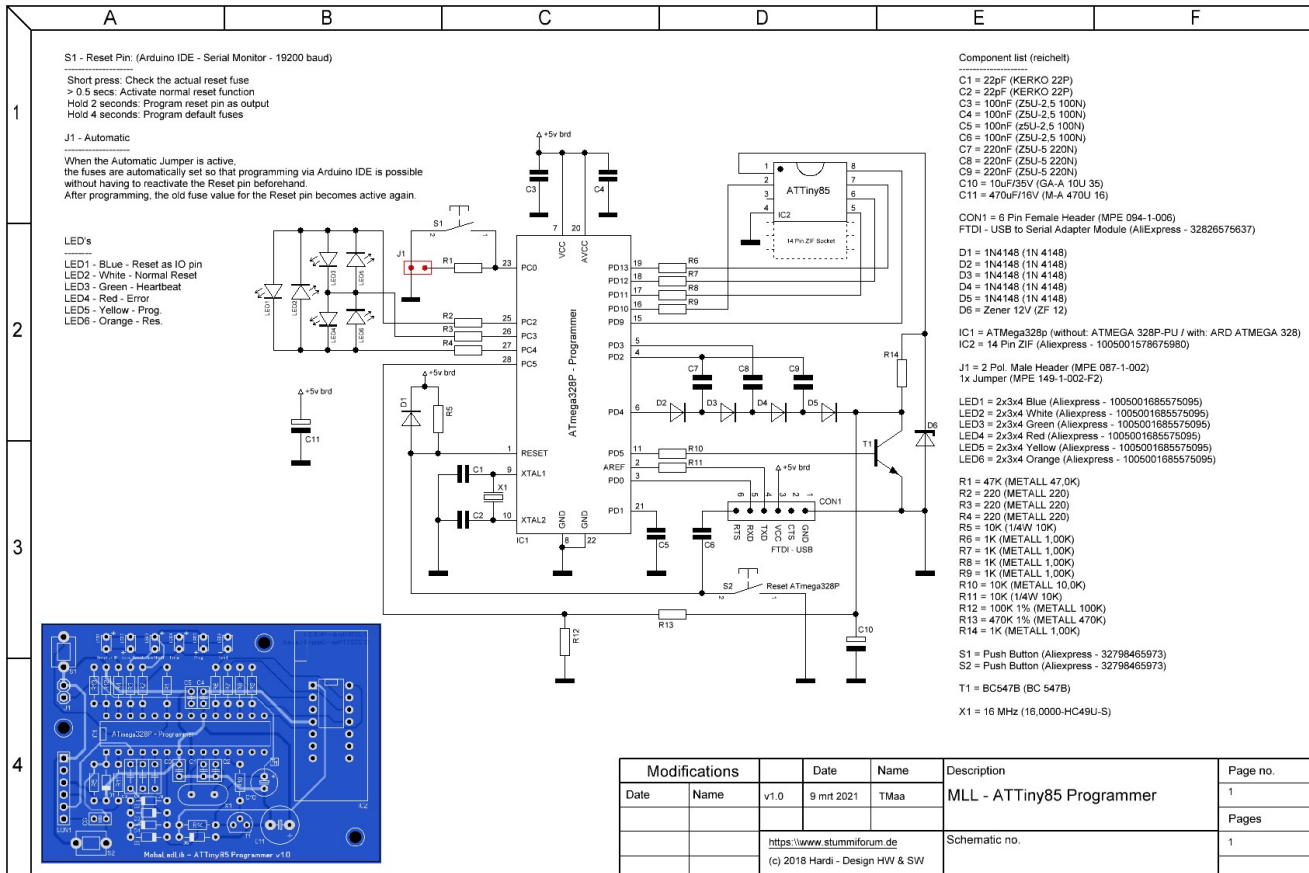 A B C D E F
1
2
3
4
S1 - Reset Pin: (Arduino IDE - Serial Monitor - 19200 baud)
--------------------
Short press: Check the actual reset fuse
> 0.5 secs: Activate normal reset function
Hold 2 seconds: Program reset pin as output
Hold 4 seconds: Program default fuses
J1 - Automatic
--------------------
When the Automatic Jumper is active,
the fuses are automatically set so that programming via Arduino IDE is possible
without having to reactivate the Reset pin beforehand.
After programming, the old fuse value for the Reset pin becomes active again.
LED's
--------
LED1 - BLue - Reset as IO pin
LED2 - White - Normal Reset
LED3 - Green - Heartbeat
LED4 - Red - Error
LED5 - Yellow - Prog.
LED6 - Orange - Res.
+5v brd
C3
C4
S1
2 1
J1
R1
LED1
LED2
LED3
LED4
LED5
LED6
R2
R3
R4
+5v brd
C11
+5v brd
D1
R5
C1
C2
X1
7 20
VCC
AVCC
23 PC0
25 PC2
26 PC3
27 PC4
28 PC5
1 RESET
9 XTAL1
10 XTAL2
ATmega328P - Programmer
GND
GND
8 22
IC1
PD13 19
PD12 18
PD11 17
PD10 16
PD9 15
PD3 5
PD2 4
PD4 6
PD5 11
AREF 2
PD0 3
PD1 21
R6
R7
R8
R9
1 8
2 7
3 6
4 5
ATTiny85
IC2
14 Pin ZIF Socket
C7
C8
C9
D2
D3
D4
D5
R14
T1
D6
R10
R11
+5v brd
6 5 4 3 2 1
CON1
RTS
RXD
TXD
VCC
CTS
GND
FTDI - USB
C5
C6
S2
2 1
Reset ATmega328P
R12
R13
C10
Component list (reichelt)
--------------------
C1 = 22pF (KERKO 22P)
C2 = 22pF (KERKO 22P)
C3 = 100nF (Z5U-2,5 100N)
C4 = 100nF (Z5U-2,5 100N)
C5 = 100nF (z5U-2,5 100N)
C6 = 100nF (Z5U-2,5 100N)
C7 = 220nF (Z5U-5 220N)
C8 = 220nF (Z5U-5 220N)
C9 = 220nF (Z5U-5 220N)
C10 = 10uF/35V (GA-A 10U 35)
C11 = 470uF/16V (M-A 470U 16)
CON1 = 6 Pin Female Header (MPE 094-1-006)
FTDI - USB to Serial Adapter Module (AliExpress - 32826576637)
D1 = 1N4148 (1N 4148)
D2 = 1N4148 (1N 4148)
D3 = 1N4148 (1N 4148)
D4 = 1N4148 (1N 4148)
D5 = 1N4148 (1N 4148)
D6 = Zener 12V (ZF 12)
IC1 = ATMega328p (without: ATMEGA 328P-PU / with: ARD ATMEGA 328)
IC2 = 14 Pin ZIF (Aliexpress - 1005001578675980)
J1 = 2 Pol. Male Header (MPE 087-1-002)
1x Jumper (MPE 149-1-002-F2)
LED1 = 2x3x4 Blue (Aliexpress - 1005001685575095)
LED2 = 2x3x4 White (Aliexpress - 1005001685575095)
LED3 = 2x3x4 Green (Aliexpress - 1005001685575095)
LED4 = 2x3x4 Red (Aliexpress - 1005001685575095)
LED5 = 2x3x4 Yellow (Aliexpress - 1005001685575095)
LED6 = 2x3x4 Orange (Aliexpress - 1005001685575095)
R1 = 47K (METALL 47,0K)
R2 = 220 (METALL 220)
R3 = 220 (METALL 220)
R4 = 220 (METALL 220)
R5 = 10K (1/4W 10K)
R6 = 1K (METALL 1,00K)
R7 = 1K (METALL 1,00K)
R8 = 1K (METALL 1,00K)
R9 = 1K (METALL 1,00K)
R10 = 10K (METALL 10,0K)
R11 = 10K (1/4W 10K)
R12 = 100K 1% (METALL 100K)
R13 = 470K 1% (METALL 470K)
R14 = 1K (METALL 1,00K)
S1 = Push Button (Aliexpress - 32798465973)
S2 = Push Button (Aliexpress - 32798465973)
T1 = BC547B (BC 547B)
X1 = 16 MHz (16,0000-HC49U-S)
S1
J1
ATmega328P - Programmer
IC2
X1
C11
CON1
S2
MobaLedLib - ATTiny85 Programmer v1.0
Modifications Date Name Description Page no.
Date Name v1.0 9 mrt 2021 TMaa MLL - ATTiny85 Programmer 1
Pages
https:\\www.stummiforum.de Schematic no. 1
(c) 2018 Hardi - Design HW & SW